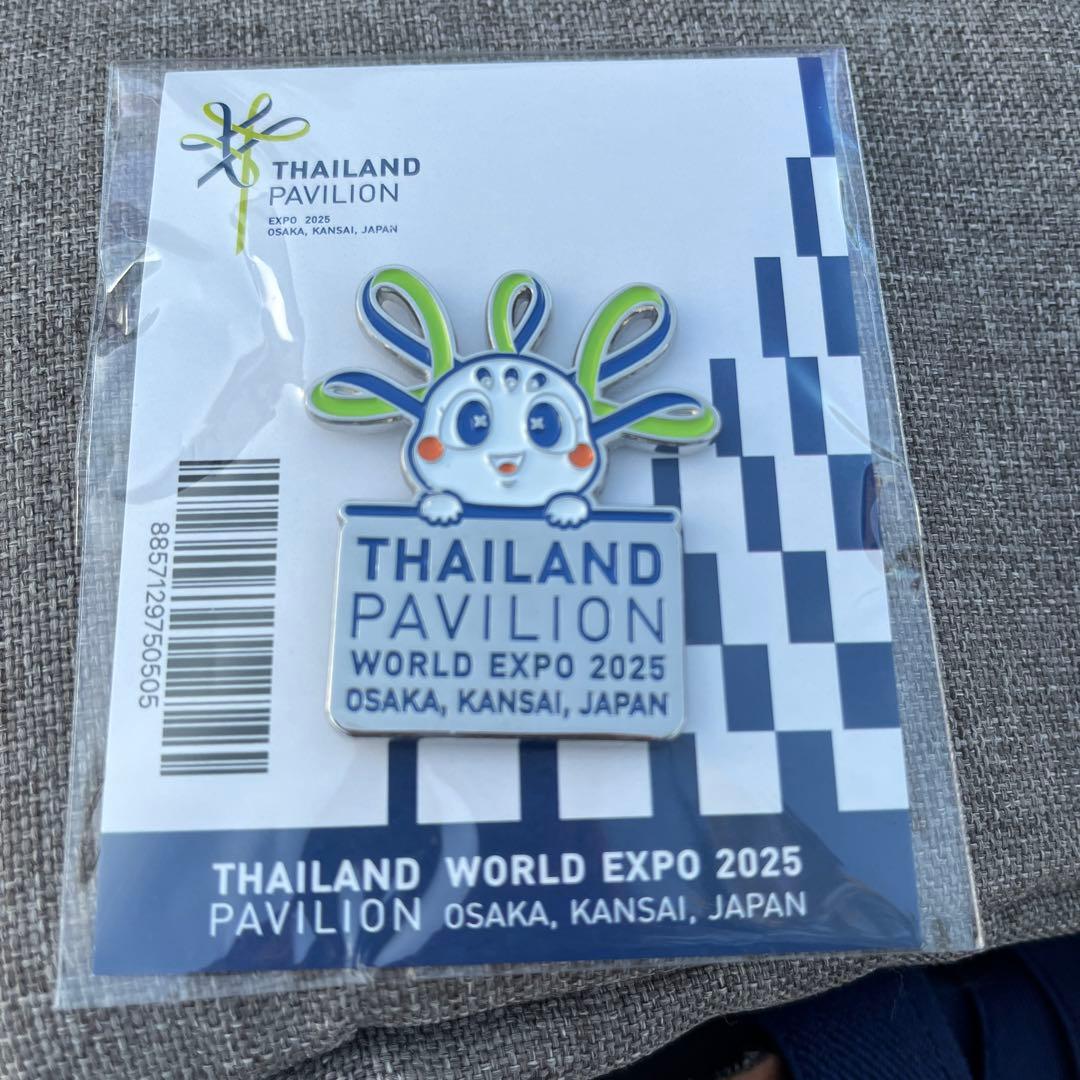 THAILAND
PAVILION
EXPO 2025
OSAKA, KANSAI, JAPAN
THAILAND
PAVILION
WORLD EXPO 2025
OSAKA, KANSAI, JAPAN
8857129750505
THAILAND WORLD EXPO 2025
PAVILION OSAKA, KANSAI, JAPAN